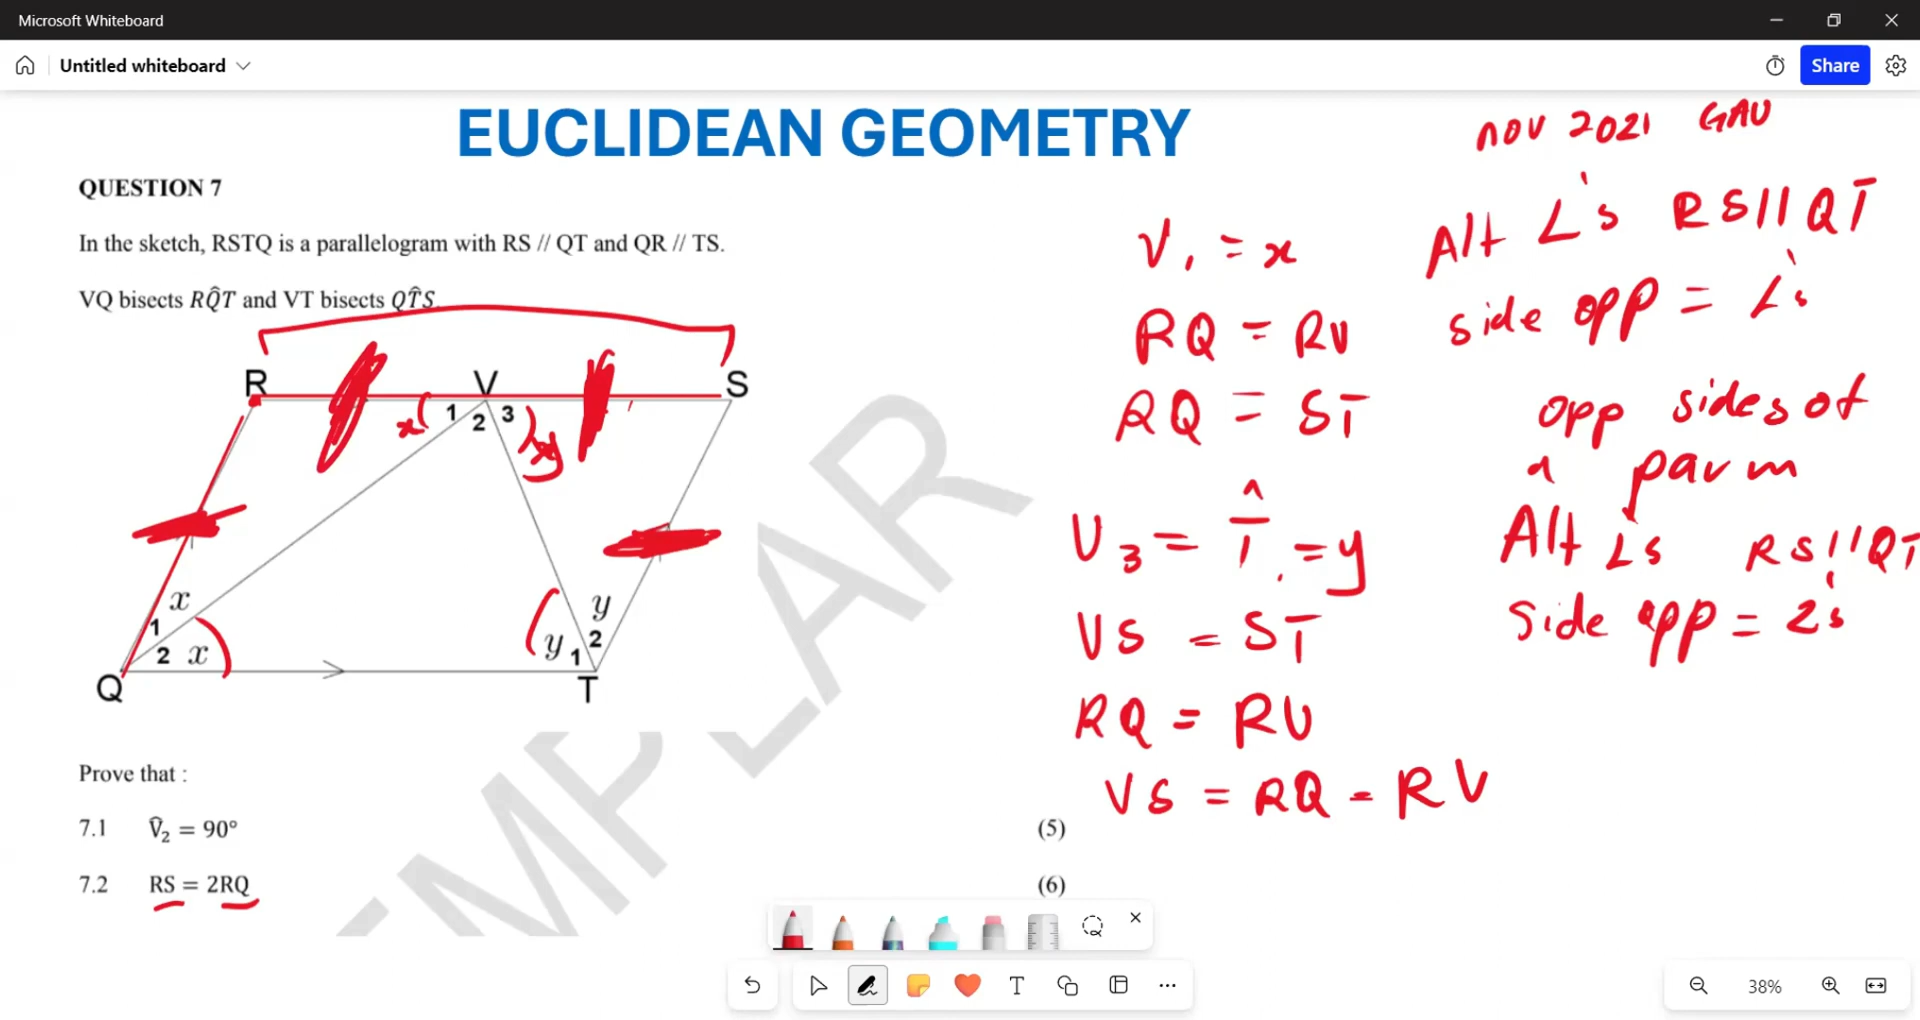 Microsoft Whiteboard
Untitled whiteboard
Share
EUCLIDEAN GEOMETRY
nov 2021 GAU
QUESTION 7
In the sketch, RSTQ is a parallelogram with RS // QT and QR // TS.
VQ bisects RQ̂T and VT bisects QT̂S.
V₁ = x Alt ∠'s RS//QT
RQ = RV side opp = ∠'s
RQ = ST opp sides of
a parm
V₃ = T̂₁ = y Alt ∠s RS//QT
VS = ST Side opp = ∠s
RQ = RV
VS = RQ = RV
R V S
x 1 2 3 y
x y
1 2
2 x y 1
Q T
EMPLAR
Prove that :
7.1 V̂₂ = 90° (5)
7.2 RS = 2RQ (6)
38%